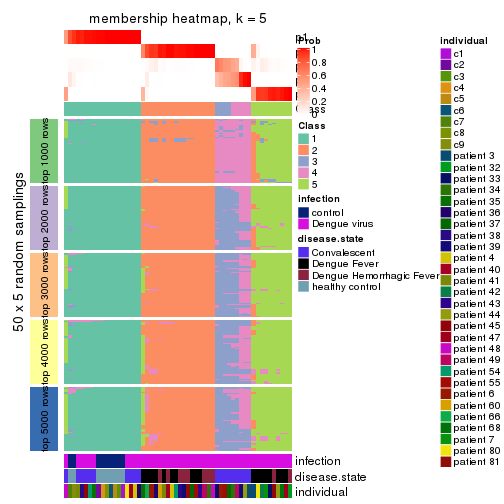 membership heatmap, k = 5
p1
Prob
1
0.8
0.6
0.4
0.2
0
Class
1
2
3
4
5
infection
control
Dengue virus
disease.state
Convalescent
Dengue Fever
Dengue Hemorrhagic Fever
healthy control
individual
c1
c2
c3
c4
c5
c6
c7
c8
c9
patient 3
patient 32
patient 33
patient 34
patient 35
patient 36
patient 37
patient 38
patient 39
patient 4
patient 40
patient 41
patient 42
patient 43
patient 44
patient 45
patient 47
patient 48
patient 49
patient 54
patient 55
patient 6
patient 60
patient 66
patient 68
patient 7
patient 80
patient 81
50 x 5 random samplings
top 1000 rows
top 2000 rows
top 3000 rows
top 4000 rows
top 5000 rows
infection
disease.state
individual